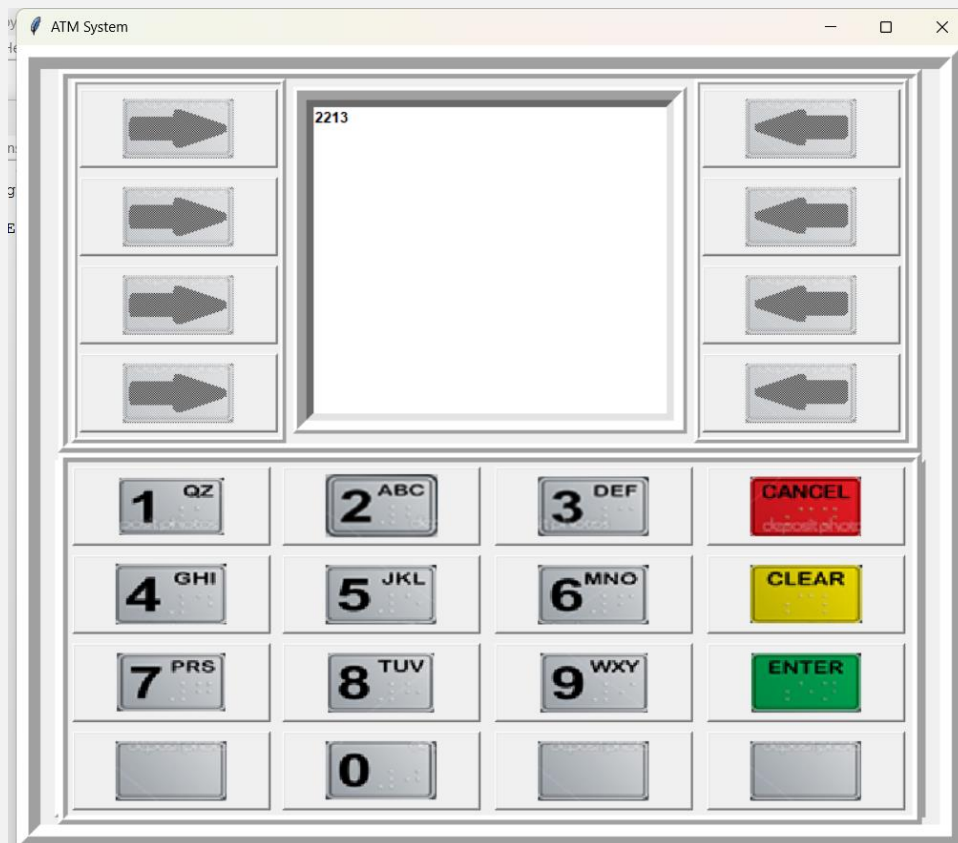 ATM System
2213
1 QZ
2 ABC
3 DEF
CANCEL
depositphoto
4 GHI
5 JKL
6 MNO
CLEAR
7 PRS
8 TUV
9 WXY
ENTER
0